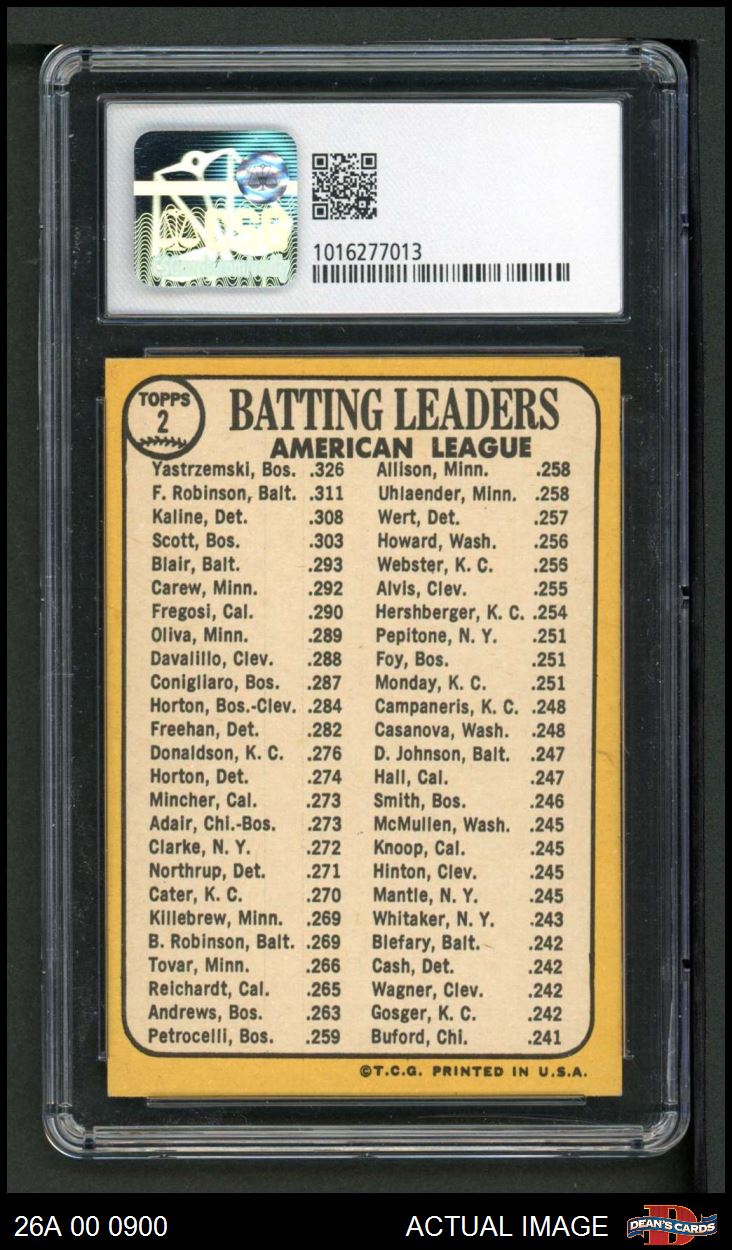 CSG
1016277013
TOPPS
2
BATTING LEADERS
AMERICAN LEAGUE
Yastrzemski, Bos. .326
F. Robinson, Balt. .311
Kaline, Det. .308
Scott, Bos. .303
Blair, Balt. .293
Carew, Minn. .292
Fregosi, Cal. .290
Oliva, Minn. .289
Davalillo, Clev. .288
Conigliaro, Bos. .287
Horton, Bos.-Clev. .284
Freehan, Det. .282
Donaldson, K. C. .276
Horton, Det. .274
Mincher, Cal. .273
Adair, Chi.-Bos. .273
Clarke, N. Y. .272
Northrup, Det. .271
Cater, K. C. .270
Killebrew, Minn. .269
B. Robinson, Balt. .269
Tovar, Minn. .266
Reichardt, Cal. .265
Andrews, Bos. .263
Petrocelli, Bos. .259
Allison, Minn. .258
Uhlaender, Minn. .258
Wert, Det. .257
Howard, Wash. .256
Webster, K. C. .256
Alvis, Clev. .255
Hershberger, K. C. .254
Pepitone, N. Y. .251
Foy, Bos. .251
Monday, K. C. .251
Campaneris, K. C. .248
Casanova, Wash. .248
D. Johnson, Balt. .247
Hall, Cal. .247
Smith, Bos. .246
McMullen, Wash. .245
Knoop, Cal. .245
Hinton, Clev. .245
Mantle, N. Y. .245
Whitaker, N. Y. .243
Blefary, Balt. .242
Cash, Det. .242
Wagner, Clev. .242
Gosger, K. C. .242
Buford, Chi. .241
©T.C.G. PRINTED IN U.S.A.
26A 00 0900
ACTUAL IMAGE
DEAN'S CARDS